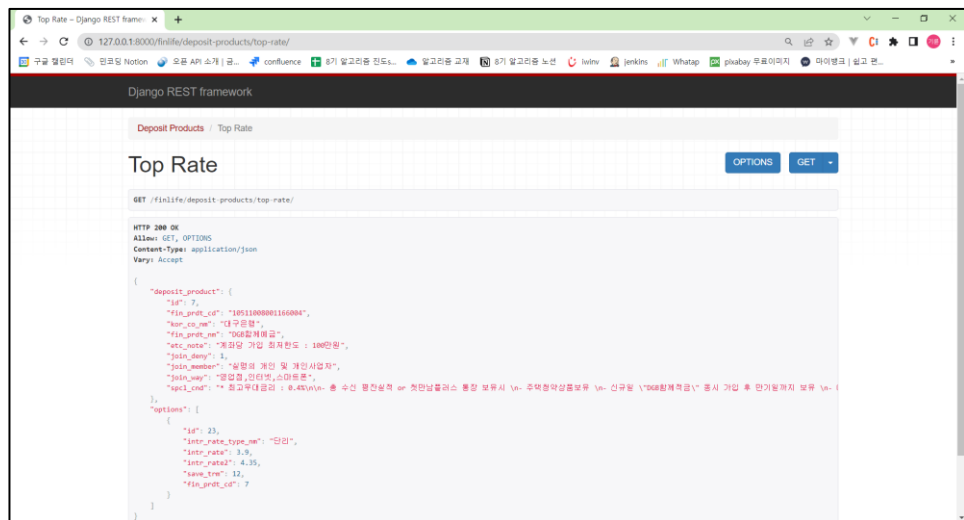 Top Rate – Django REST framew
127.0.0.1:8000/finlife/deposit-products/top-rate/
구글 캘린더 민코딩 Notion 오픈 API 소개 | 금... confluence 8기 알고리즘 진도s... 알고리즘 교재 8기 알고리즘 노션 iwinv jenkins Whatap pixabay 무료이미지 마이뱅크 | 쉽고 편... »
Django REST framework
Deposit Products / Top Rate
Top Rate
OPTIONS GET
GET /finlife/deposit-products/top-rate/
HTTP 200 OK
Allow: GET, OPTIONS
Content-Type: application/json
Vary: Accept
{
"deposit_product": {
"id": 7,
"fin_prdt_cd": "10511008001166004",
"kor_co_nm": "대구은행",
"fin_prdt_nm": "DGB함께예금",
"etc_note": "계좌당 가입 최저한도 : 100만원",
"join_deny": 1,
"join_member": "실명의 개인 및 개인사업자",
"join_way": "영업점,인터넷,스마트폰",
"spcl_cnd": "* 최고우대금리 : 0.4%\n\n- 총 수신 평잔실적 or 첫만남플러스 통장 보유시 \n- 주택청약상품보유 \n- 신규일 \"DGB함께적금\" 동시 가입 후 만기일까지 보유 \n-
},
"options": [
{
"id": 23,
"intr_rate_type_nm": "단리",
"intr_rate": 3.9,
"intr_rate2": 4.35,
"save_trm": 12,
"fin_prdt_cd": 7
}
]
}